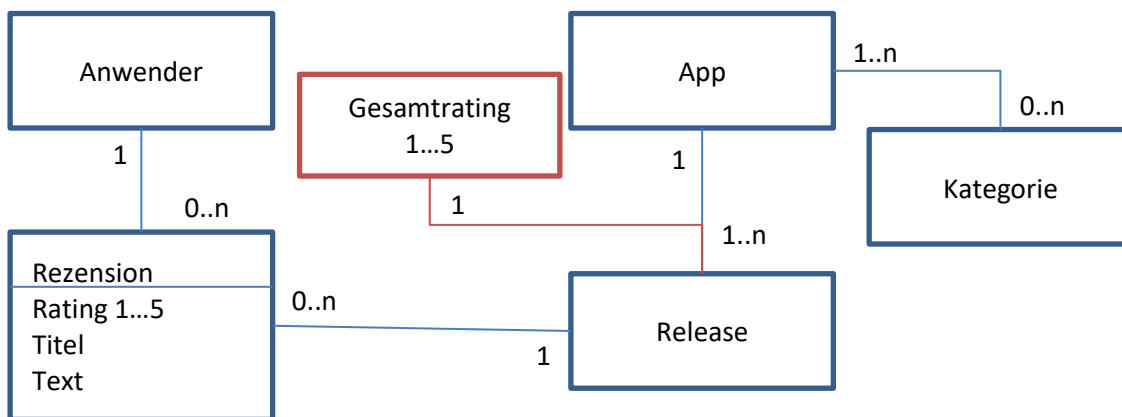 Anwender
Gesamtrating
1…5
App
1..n
0..n
Kategorie
1
0..n
1
1
1..n
Rezension
Rating 1…5
Titel
Text
0..n
1
Release